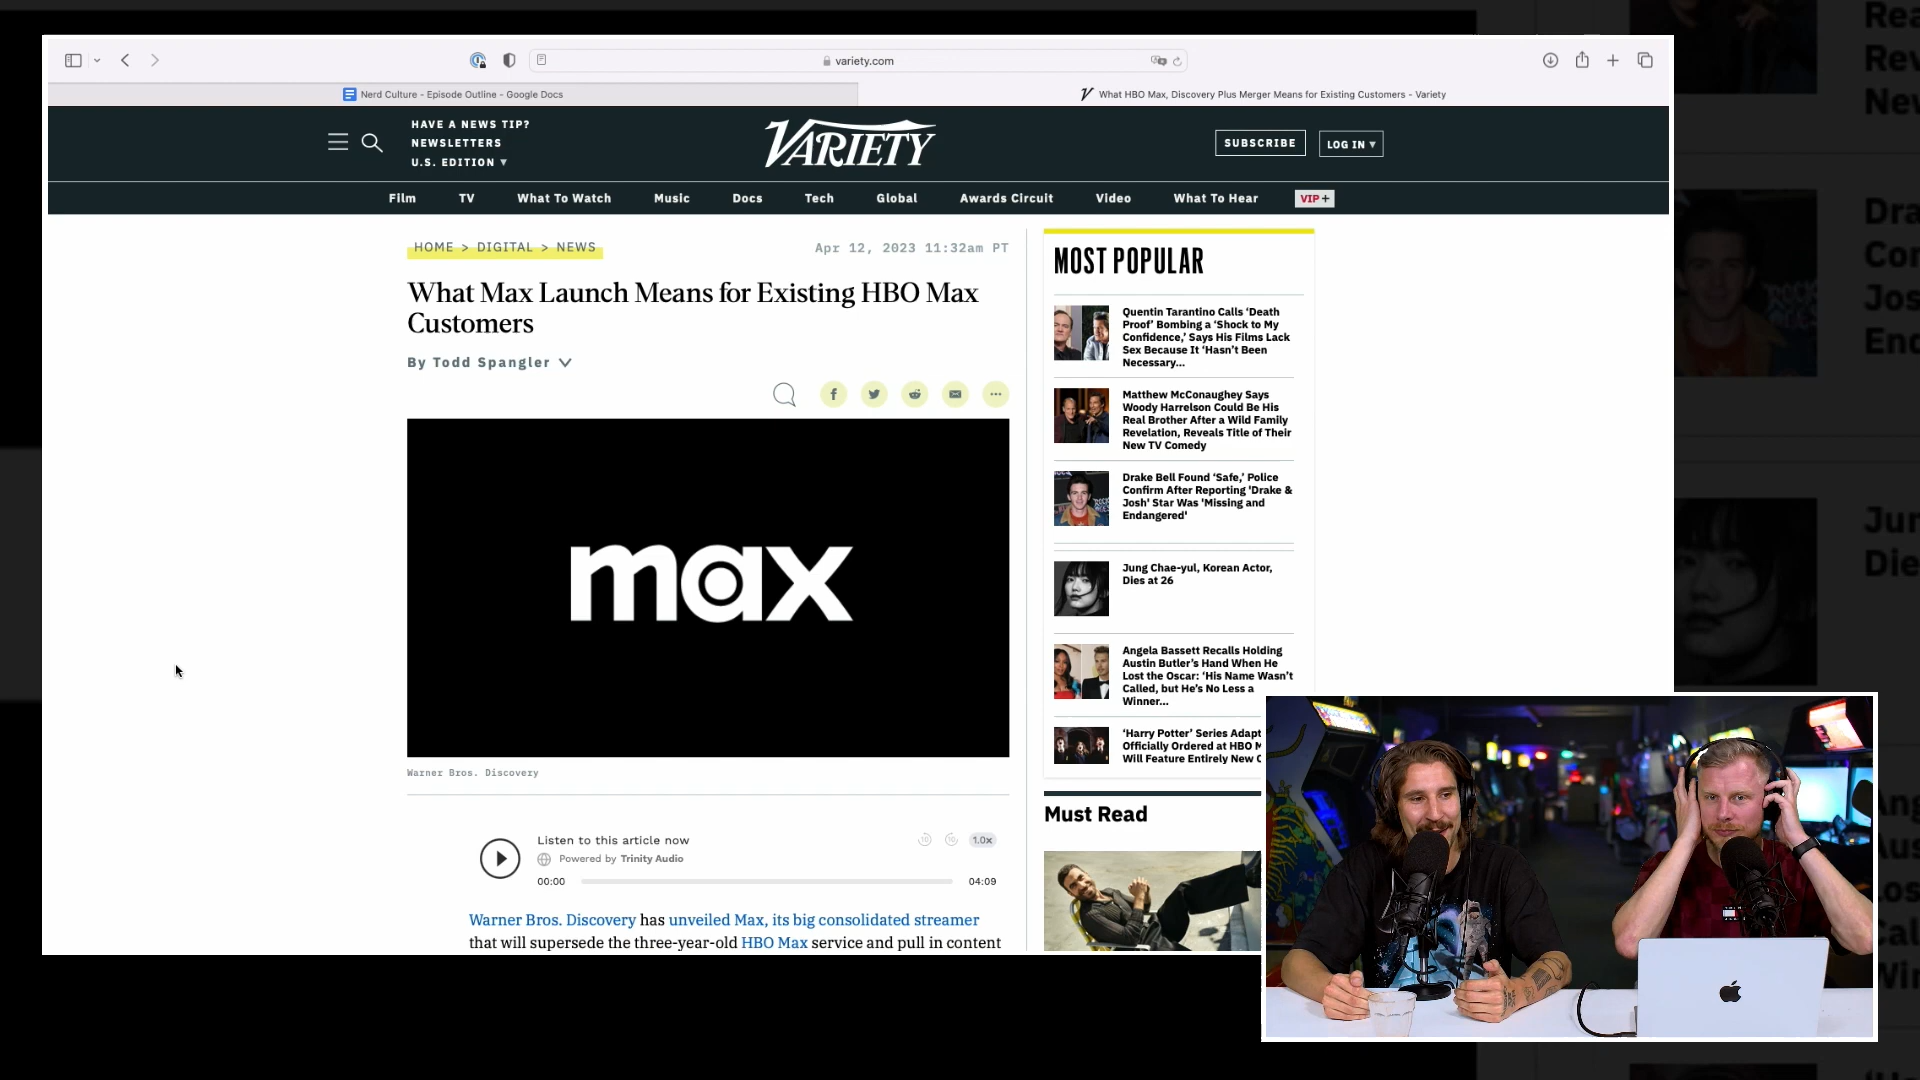 variety.com
Nerd Culture - Episode Outline - Google Docs
What HBO Max, Discovery Plus Merger Means for Existing Customers - Variety
HAVE A NEWS TIP?
NEWSLETTERS
U.S. EDITION ▼
VARIETY
SUBSCRIBE
LOG IN ▼
Film TV What To Watch Music Docs Tech Global Awards Circuit Video What To Hear VIP+
HOME > DIGITAL > NEWS
Apr 12, 2023 11:32am PT
What Max Launch Means for Existing HBO Max
Customers
By Todd Spangler
max
Warner Bros. Discovery
Listen to this article now
Powered by Trinity Audio
1.0x
00:00
04:09
Warner Bros. Discovery has unveiled Max, its big consolidated streamer
that will supersede the three-year-old HBO Max service and pull in content
MOST POPULAR
Quentin Tarantino Calls ‘Death
Proof’ Bombing a ‘Shock to My
Confidence,’ Says His Films Lack
Sex Because It ‘Hasn’t Been
Necessary...
Matthew McConaughey Says
Woody Harrelson Could Be His
Real Brother After a Wild Family
Revelation, Reveals Title of Their
New TV Comedy
Drake Bell Found ‘Safe,’ Police
Confirm After Reporting 'Drake &
Josh' Star Was 'Missing and
Endangered'
Jung Chae-yul, Korean Actor,
Dies at 26
Angela Bassett Recalls Holding
Austin Butler’s Hand When He
Lost the Oscar: ‘His Name Wasn’t
Called, but He’s No Less a
Winner...
‘Harry Potter’ Series Adapt
Officially Ordered at HBO M
Will Feature Entirely New C
Must Read